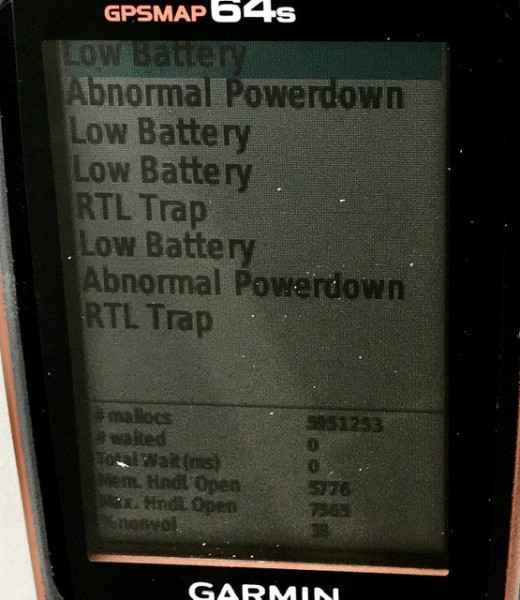 GPSMAP 64s
Low Battery
Abnormal Powerdown
Low Battery
Low Battery
RTL Trap
Low Battery
Abnormal Powerdown
RTL Trap
# mallocs 5951253
# waited 0
Total Wait(ms) 0
Mem. Hndl Open 5776
Max. Hndl Open 7565
% nonvol 38
GARMIN